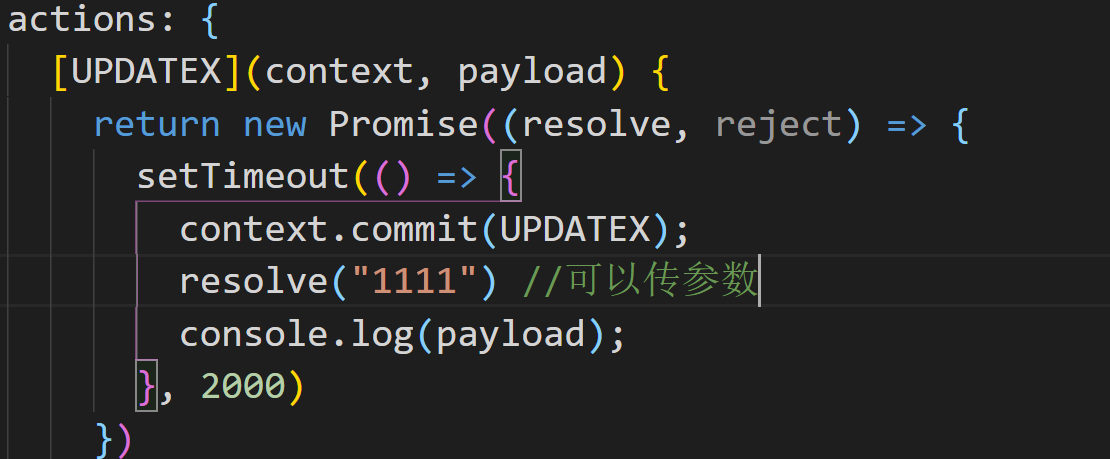 actions: {
[UPDATEX](context, payload) {
return new Promise((resolve, reject) => {
setTimeout(() => {
context.commit(UPDATEX);
resolve("1111") //可以传参数
console.log(payload);
}, 2000)
})